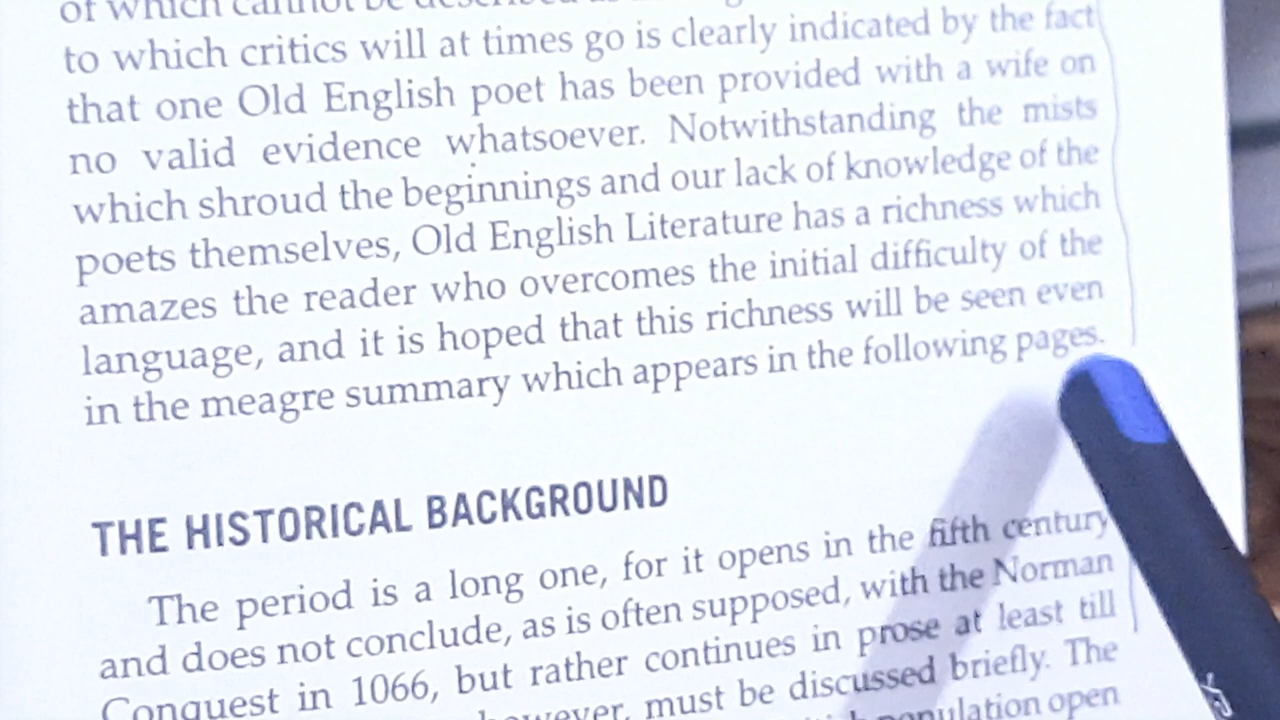 of which cannot be
to which critics will at times go is clearly indicated by the fact
that one Old English poet has been provided with a wife on
no valid evidence whatsoever. Notwithstanding the mists
which shroud the beginnings and our lack of knowledge of the
poets themselves, Old English Literature has a richness which
amazes the reader who overcomes the initial difficulty of the
language, and it is hoped that this richness will be seen even
in the meagre summary which appears in the following pages.
THE HISTORICAL BACKGROUND
The period is a long one, for it opens in the fifth century
and does not conclude, as is often supposed, with the Norman
Conquest in 1066, but rather continues in prose at least till
however, must be discussed briefly. The
population open